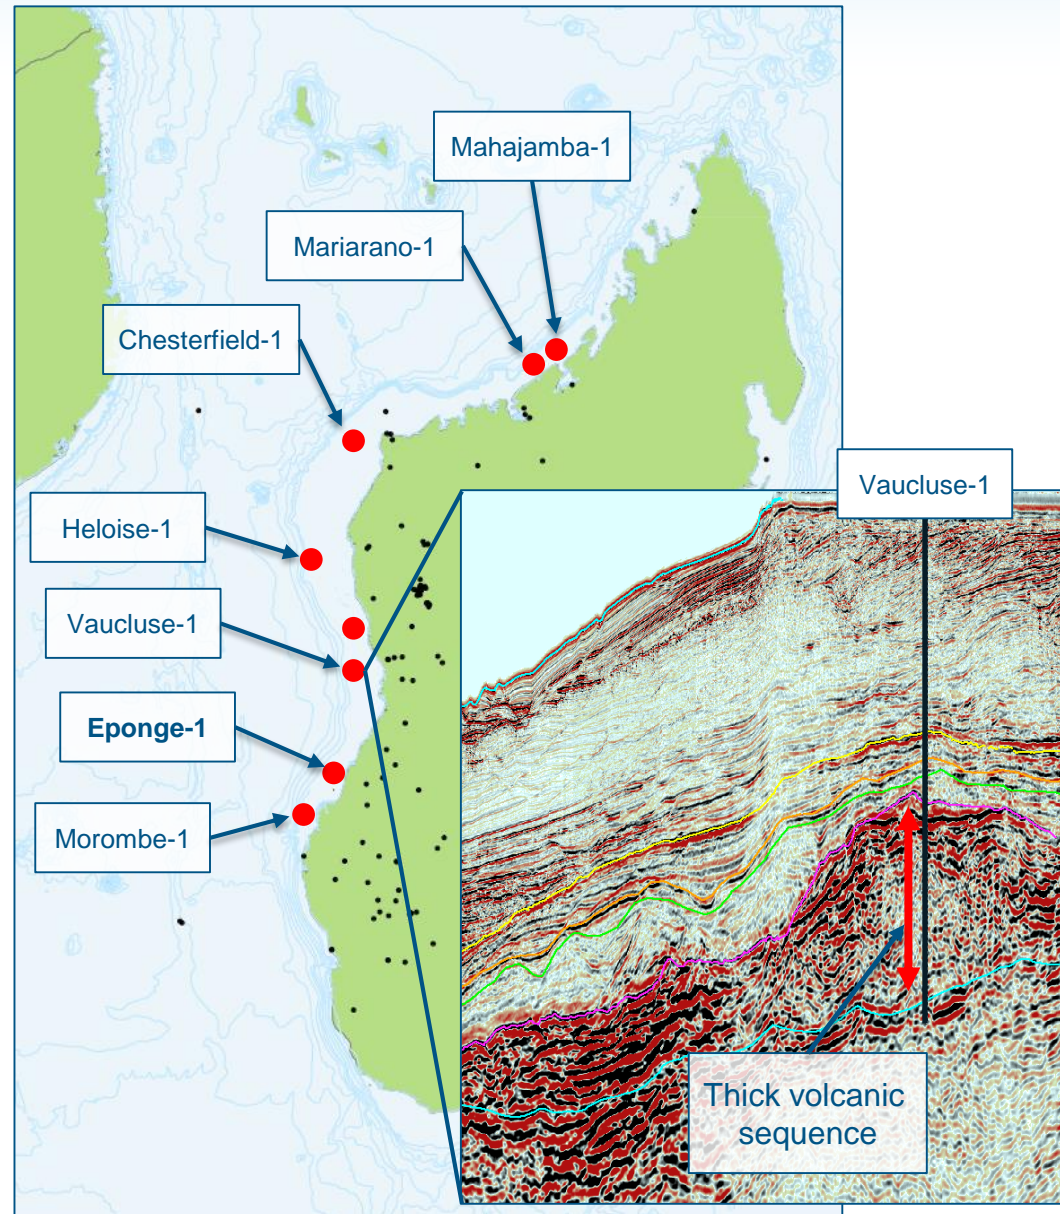 Mahajamba-1
Mariarano-1
Chesterfield-1
Heloise-1
Vaucluse-1
Eponge-1
Morombe-1
Vaucluse-1
Thick volcanic
sequence